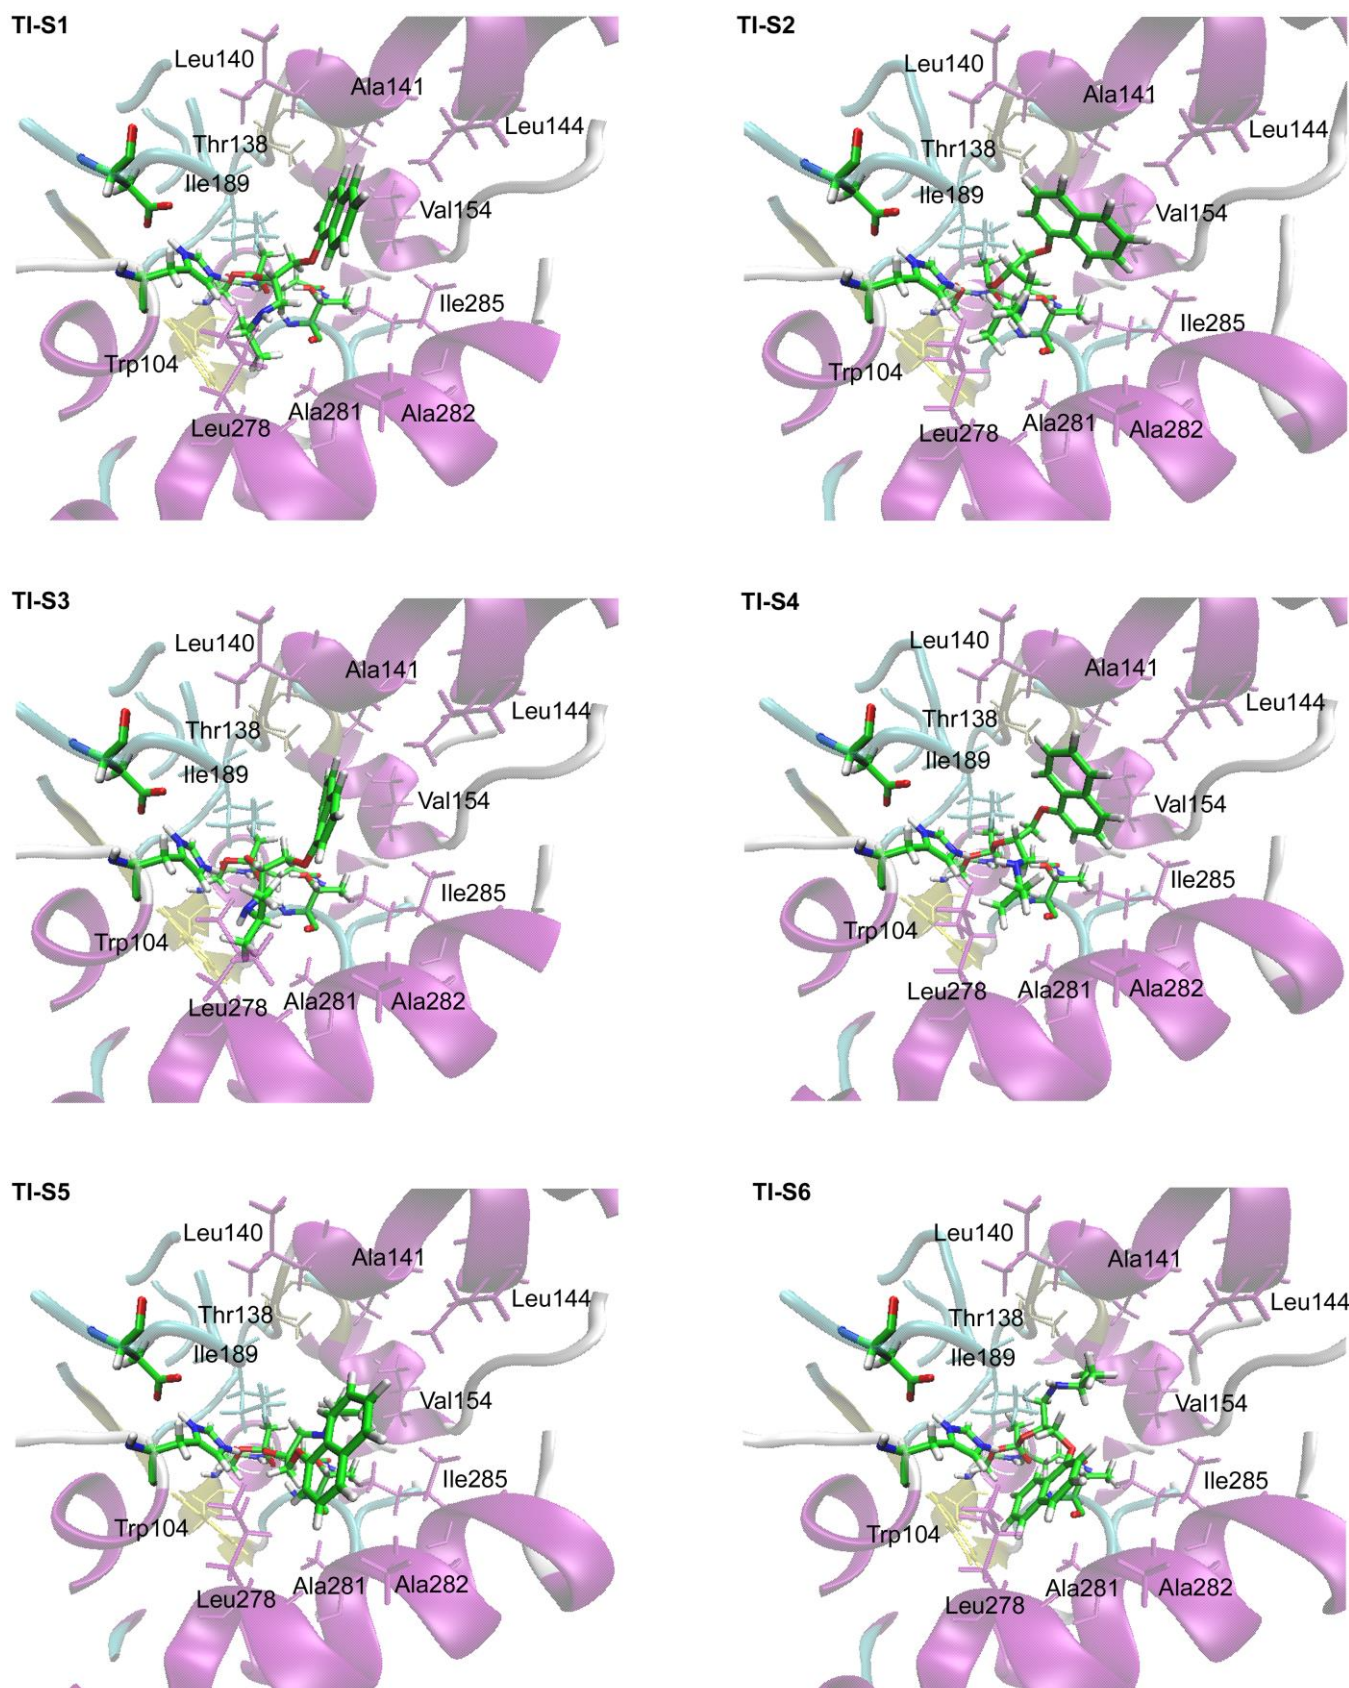 TI-S1
Leu140
Ala141
Leu144
Thr138
Ile189
Val154
Ile285
Trp104
Ala281
Ala282
Leu278
TI-S2
Leu140
Ala141
Leu144
Thr138
Ile189
Val154
Ile285
Trp104
Ala281
Ala282
Leu278
TI-S3
Leu140
Ala141
Leu144
Thr138
Ile189
Val154
Ile285
Trp104
Ala281
Ala282
Leu278
TI-S4
Leu140
Ala141
Leu144
Thr138
Ile189
Val154
Ile285
Trp104
Ala281
Ala282
Leu278
TI-S5
Leu140
Ala141
Leu144
Thr138
Ile189
Val154
Ile285
Trp104
Ala281
Ala282
Leu278
TI-S6
Leu140
Ala141
Leu144
Thr138
Ile189
Val154
Ile285
Trp104
Ala281
Ala282
Leu278